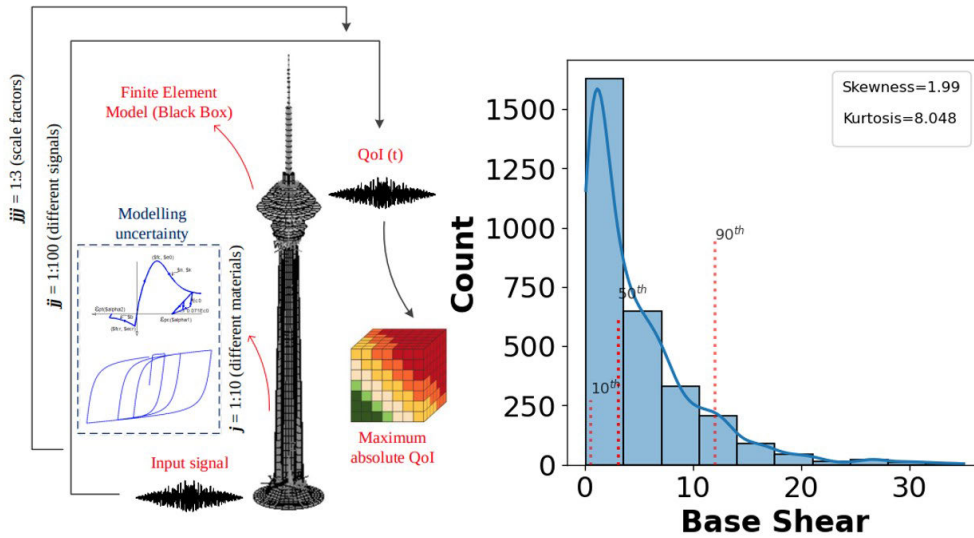 jjj = 1:3 (scale factors)
jj = 1:100 (different signals)
Finite Element
Model (Black Box)
QoI (t)
Modelling
uncertainty
j = 1:10 (different materials)
Input signal
Maximum
absolute QoI
Skewness=1.99
Kurtosis=8.048
Count
1500
1250
1000
750
500
250
0
10th
50th
90th
0
10
20
30
Base Shear